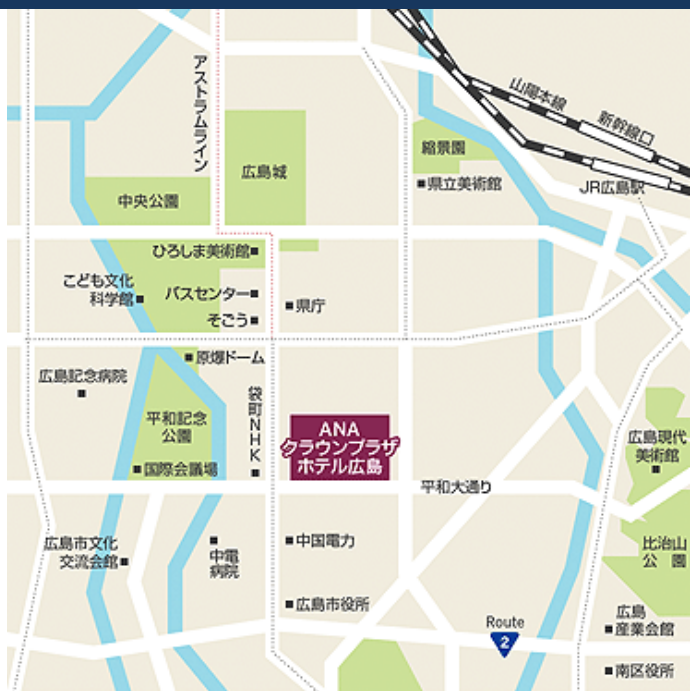 アストラムライン
山陽本線
新幹線口
縮景園
広島城
県立美術館
JR広島駅
中央公園
ひろしま美術館
こども文化
科学館
バスセンター
県庁
そごう
原爆ドーム
広島記念病院
袋町NHK
平和記念
公園
ANA
クラウンプラザ
ホテル広島
広島現代
美術館
国際会議場
平和大通り
広島市文化
交流会館
中電
病院
中国電力
比治山
公園
広島市役所
Route
2
広島
産業会館
南区役所